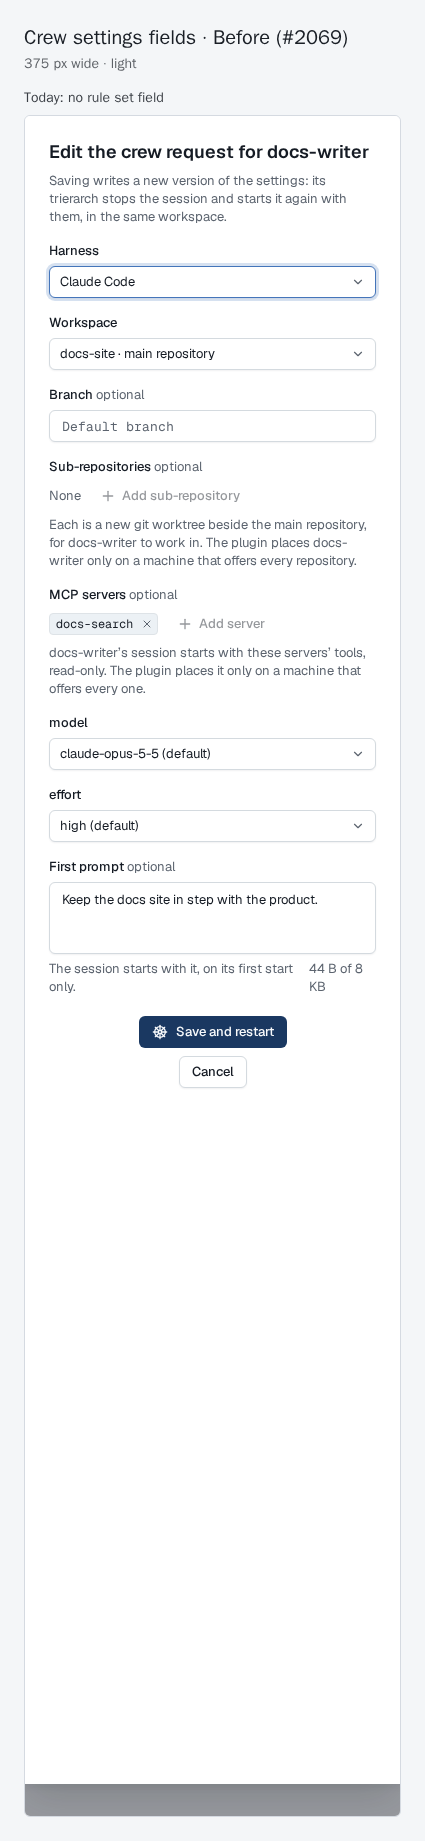 Crew settings fields · Before (#2069)
375 px wide · light
Today: no rule set field
Edit the crew request for docs-writer
Saving writes a new version of the settings: its
trierarch stops the session and starts it again with
them, in the same workspace.
Harness
Claude Code
Workspace
docs-site · main repository
Branch optional
Default branch
Sub-repositories optional
None + Add sub-repository
Each is a new git worktree beside the main repository,
for docs-writer to work in. The plugin places docs-
writer only on a machine that offers every repository.
MCP servers optional
docs-search × + Add server
docs-writer's session starts with these servers' tools,
read-only. The plugin places it only on a machine that
offers every one.
model
claude-opus-5-5 (default)
effort
high (default)
First prompt optional
Keep the docs site in step with the product.
The session starts with it, on its first start 44 B of 8
only. KB
Save and restart
Cancel